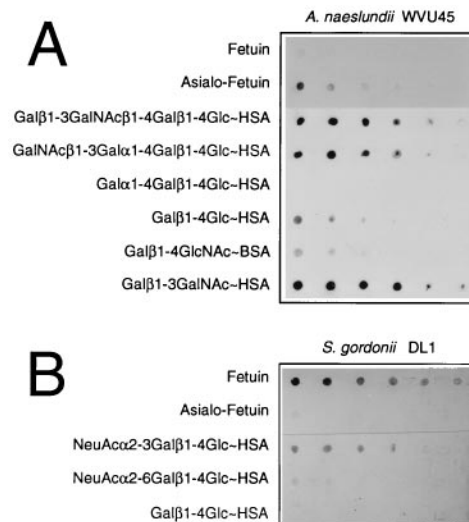 A
A. naeslundii WVU45
Fetuin
Asialo-Fetuin
Galβ1-3GalNAcβ1-4Galβ1-4Glc~HSA
GalNAcβ1-3Galα1-4Galβ1-4Glc~HSA
Galα1-4Galβ1-4Glc~HSA
Galβ1-4Glc~HSA
Galβ1-4GlcNAc~BSA
Galβ1-3GalNAc~HSA
B
S. gordonii DL1
Fetuin
Asialo-Fetuin
NeuAcα2-3Galβ1-4Glc~HSA
NeuAcα2-6Galβ1-4Glc~HSA
Galβ1-4Glc~HSA